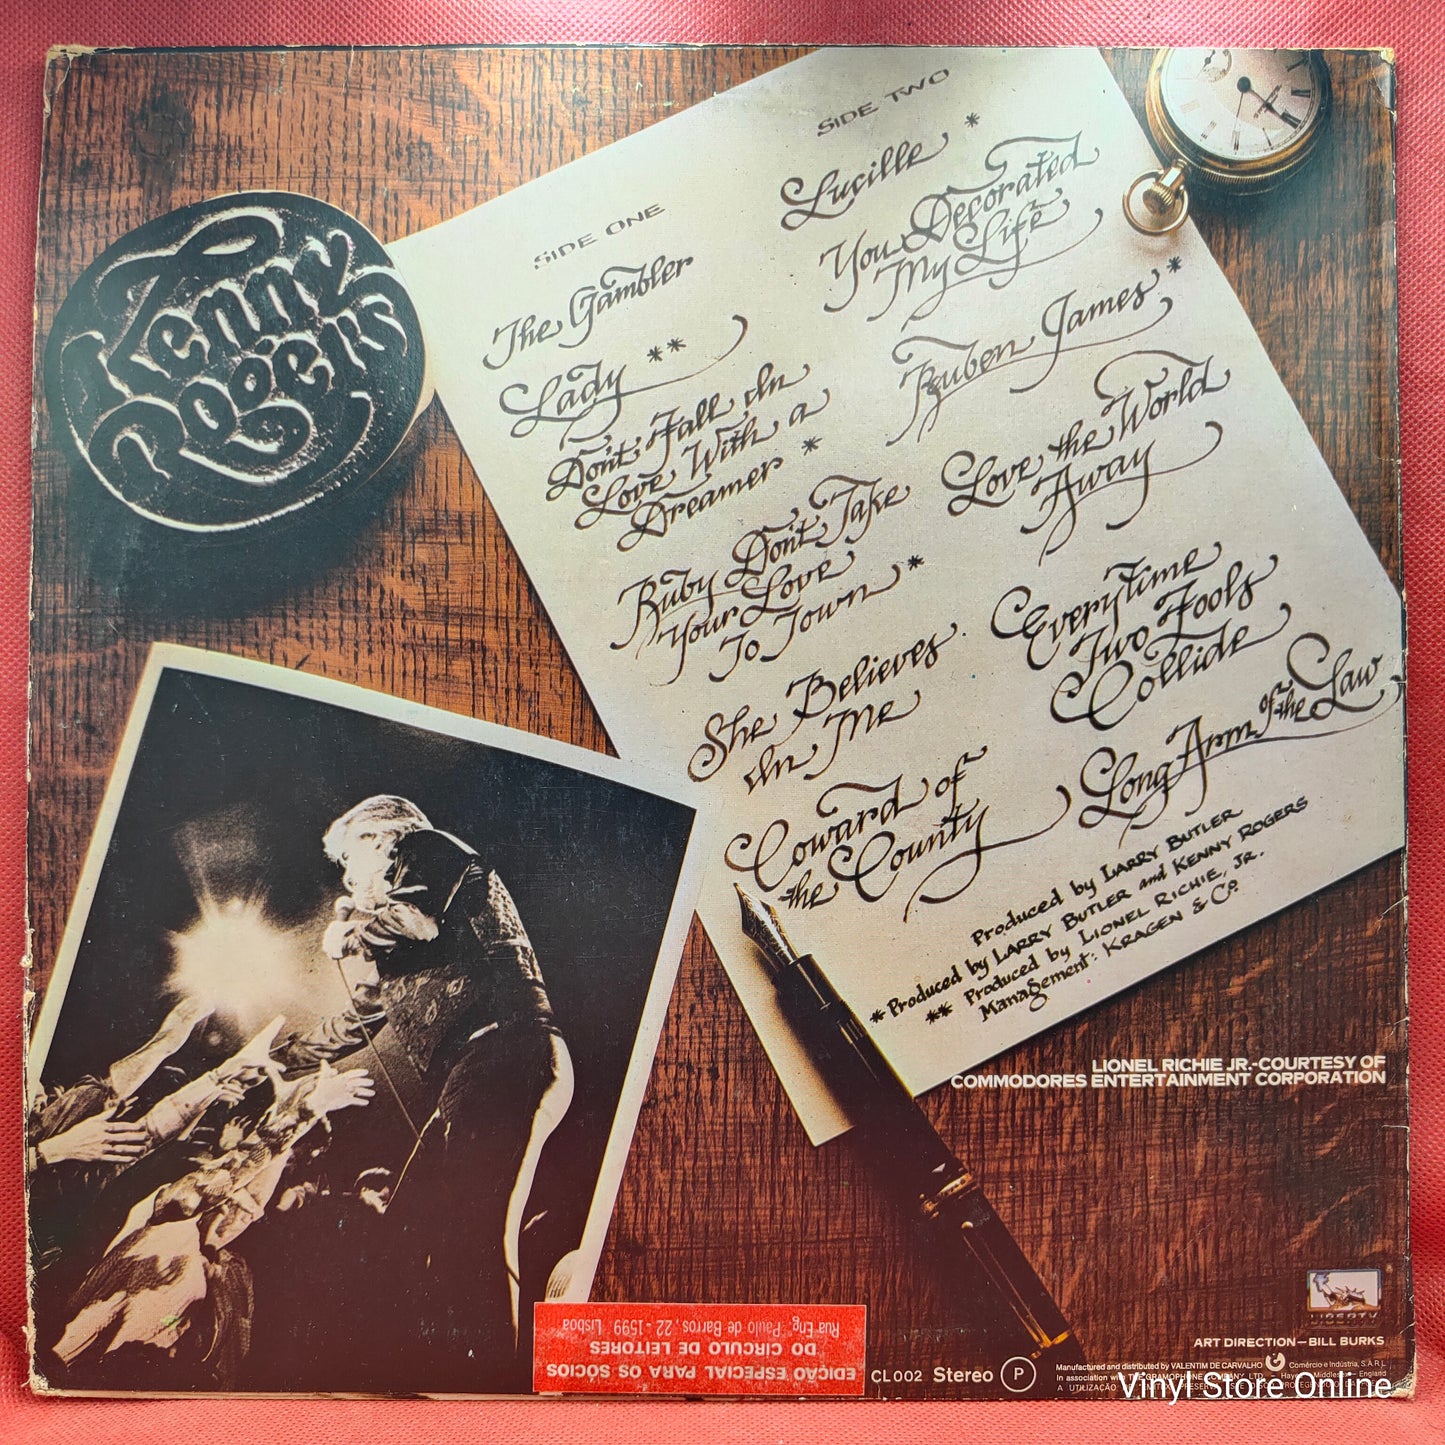 Kenny
Rogers
SIDE ONE
The Gambler
Lady **
Don't Fall In
Love With a
Dreamer *
Ruby Don't Take
Your Love
To Town *
She Believes
In Me
Coward of
the County
SIDE TWO
Lucille *
You Decorated
My Life
Reuben James *
Love the World
Away
Everytime
Two Fools
Collide
Long Arm of the Law
Produced by LARRY BUTLER
* Produced by LARRY BUTLER and KENNY ROGERS
** Produced by LIONEL RICHIE, JR.
Management: KRAGEN & Co.
LIONEL RICHIE JR.-COURTESY OF
COMMODORES ENTERTAINMENT CORPORATION
LIBERTY
ART DIRECTION—BILL BURKS
EDIÇÃO ESPECIAL PARA OS SÓCIOS
DO CIRCULO DE LEITORES
Rua Eng. Paulo de Barros, 22 - 1599 Lisboa
CL 002 Stereo P
Manufactured and distributed by VALENTIM DE CARVALHO Comércio e Indústria, S.A.R.L.
In association with THE GRAMOPHONE COMPANY LTD. - Hayes - Middlesex - England
A UTILIZAÇÃO
Vinyl Store Online